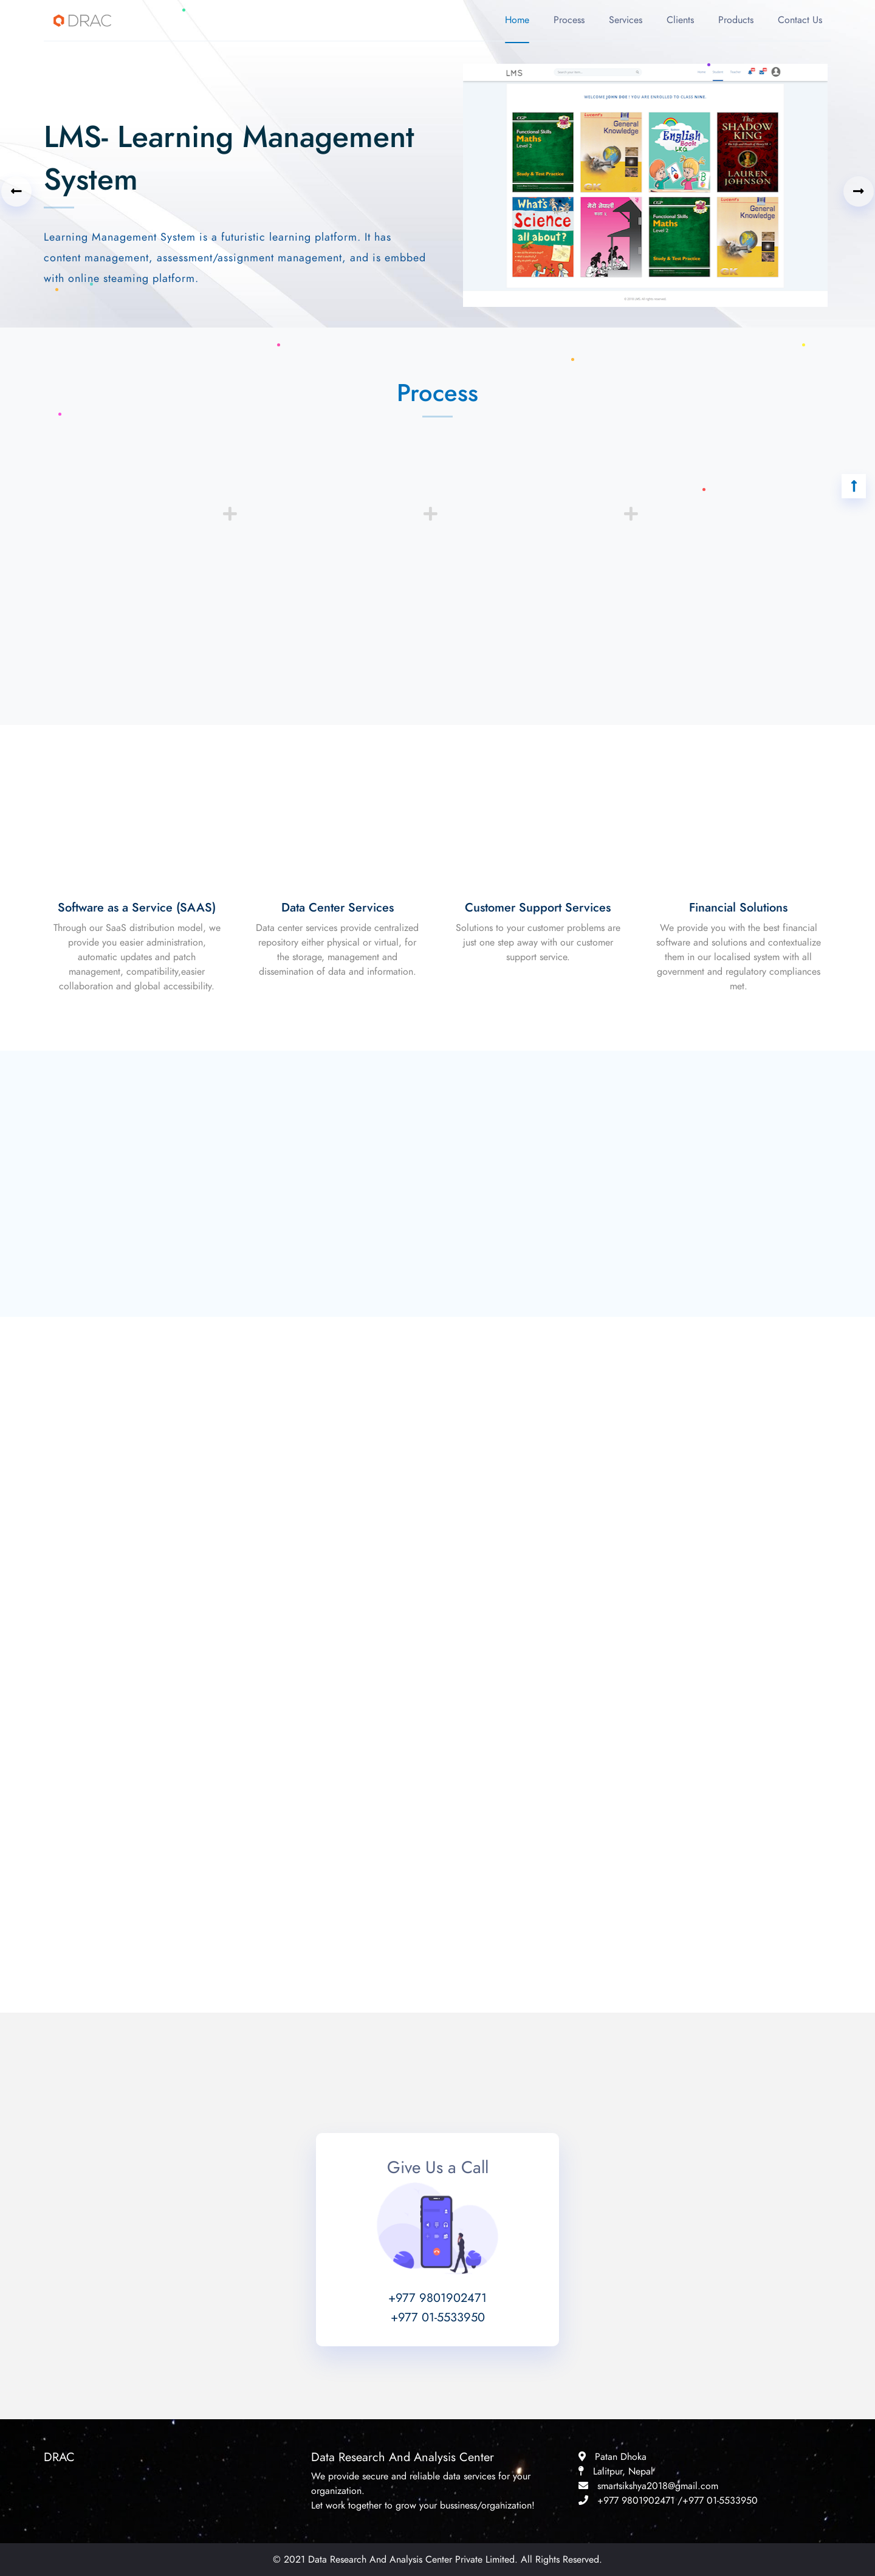 DRAC
Home Process Services Clients Products Contact Us
LMS- Learning Management
System
Learning Management System is a futuristic learning platform. It has
content management, assessment/assignment management, and is embbed
with online steaming platform.
LMS
Home Student Teacher
WELCOME JOHN DOE ! YOU ARE ENROLLED TO CLASS NINE.
CGP
Functional Skills
Maths
Level 2
Study & Test Practice
Lucent's
General
Knowledge
English
Book
LKG
THE
SHADOW
KING
LAUREN
JOHNSON
What's
Science
all about?
मेरो नेपाली
CGP
Functional Skills
Maths
Level 2
Study & Test Practice
Lucent's
General
Knowledge
Process
Software as a Service (SAAS)
Through our SaaS distribution model, we
provide you easier administration,
automatic updates and patch
management, compatibility,easier
collaboration and global accessibility.
Data Center Services
Data center services provide centralized
repository either physical or virtual, for
the storage, management and
dissemination of data and information.
Customer Support Services
Solutions to your customer problems are
just one step away with our customer
support service.
Financial Solutions
We provide you with the best financial
software and solutions and contextualize
them in our localised system with all
government and regulatory compliances
met.
Give Us a Call
+977 9801902471
+977 01-5533950
DRAC
Data Research And Analysis Center
We provide secure and reliable data services for your
organization.
Let work together to grow your bussiness/orgahization!
Patan Dhoka
Lalitpur, Nepal
smartsikshya2018@gmail.com
+977 9801902471 /+977 01-5533950
© 2021 Data Research And Analysis Center Private Limited. All Rights Reserved.